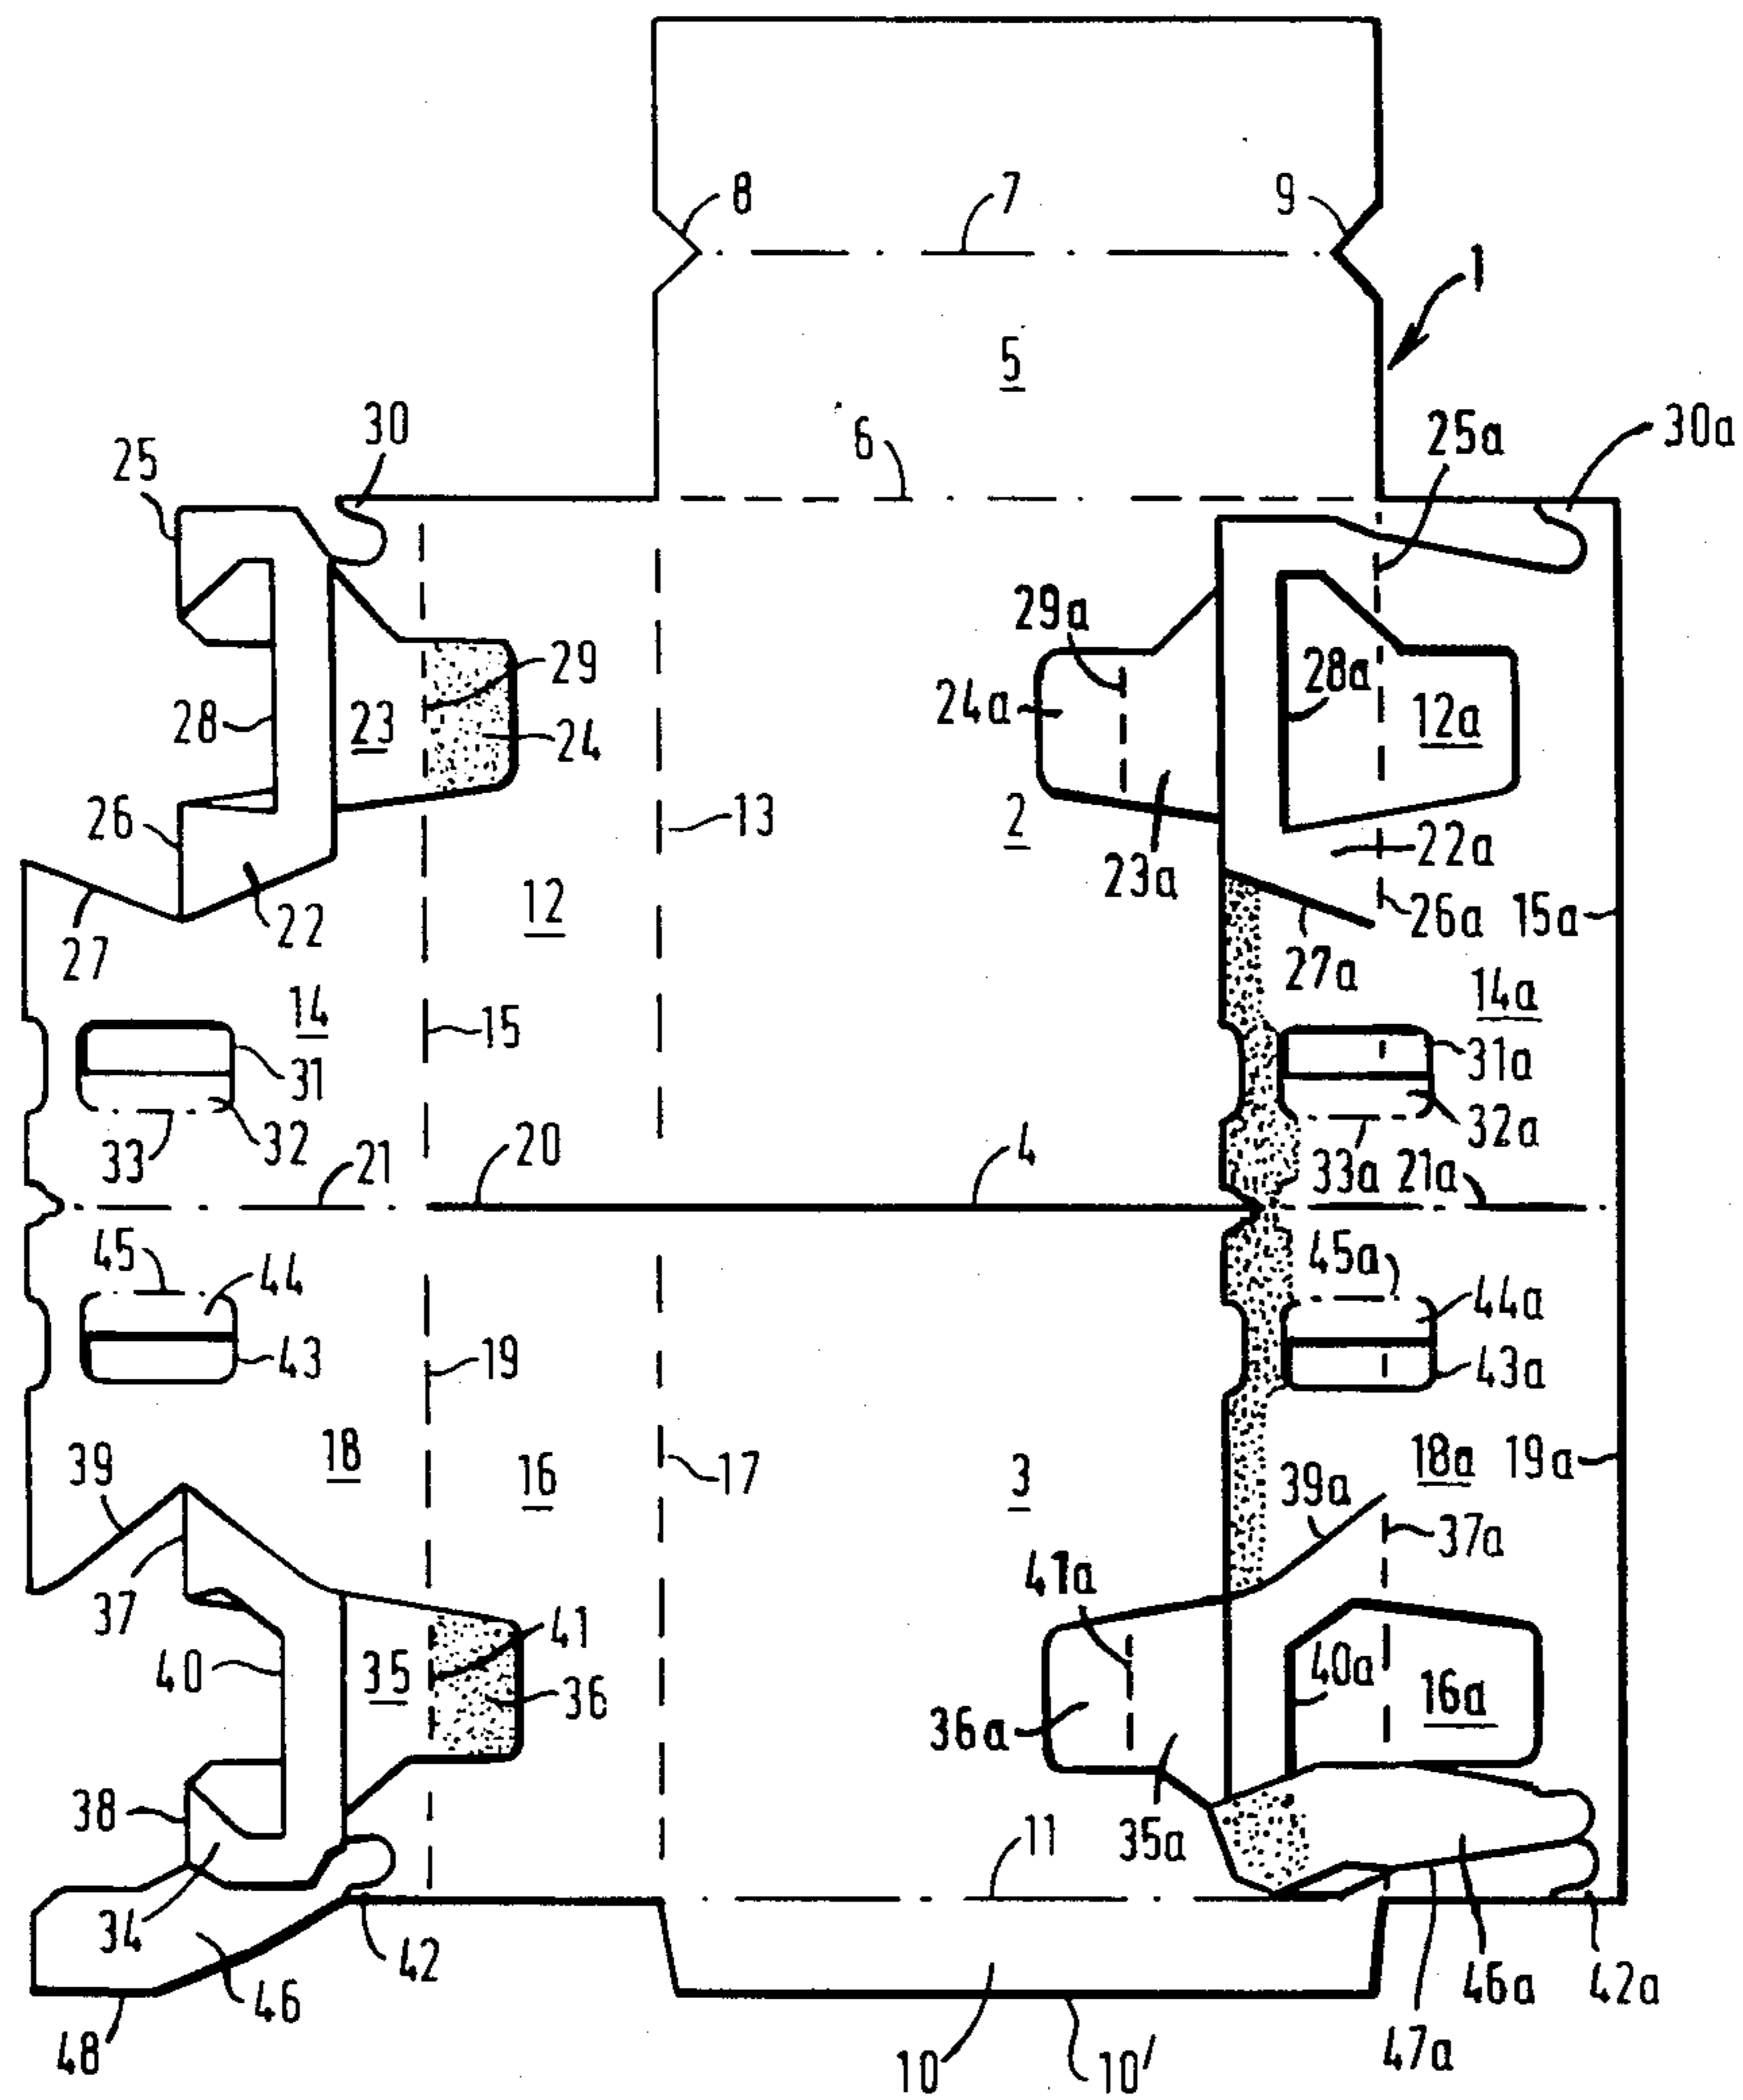 8 7 9
1
5
30 6 25a 30a
25
29a
29 28a
24a 12a
28 23 24
26 13 2
22a
23a
12
27 22 26a 15a
27a
14 14a
15
31 31a
33 32 32a
21 20 4 33a 21a
45 44 45a
44a
43 19 43a
39 18 16 17 3 18a 19a
39a
37a
37 41a
40 35 41 40a
36 36a 16a
38 11 35a
34
42
46 46a 42a
48 10 10′ 47a